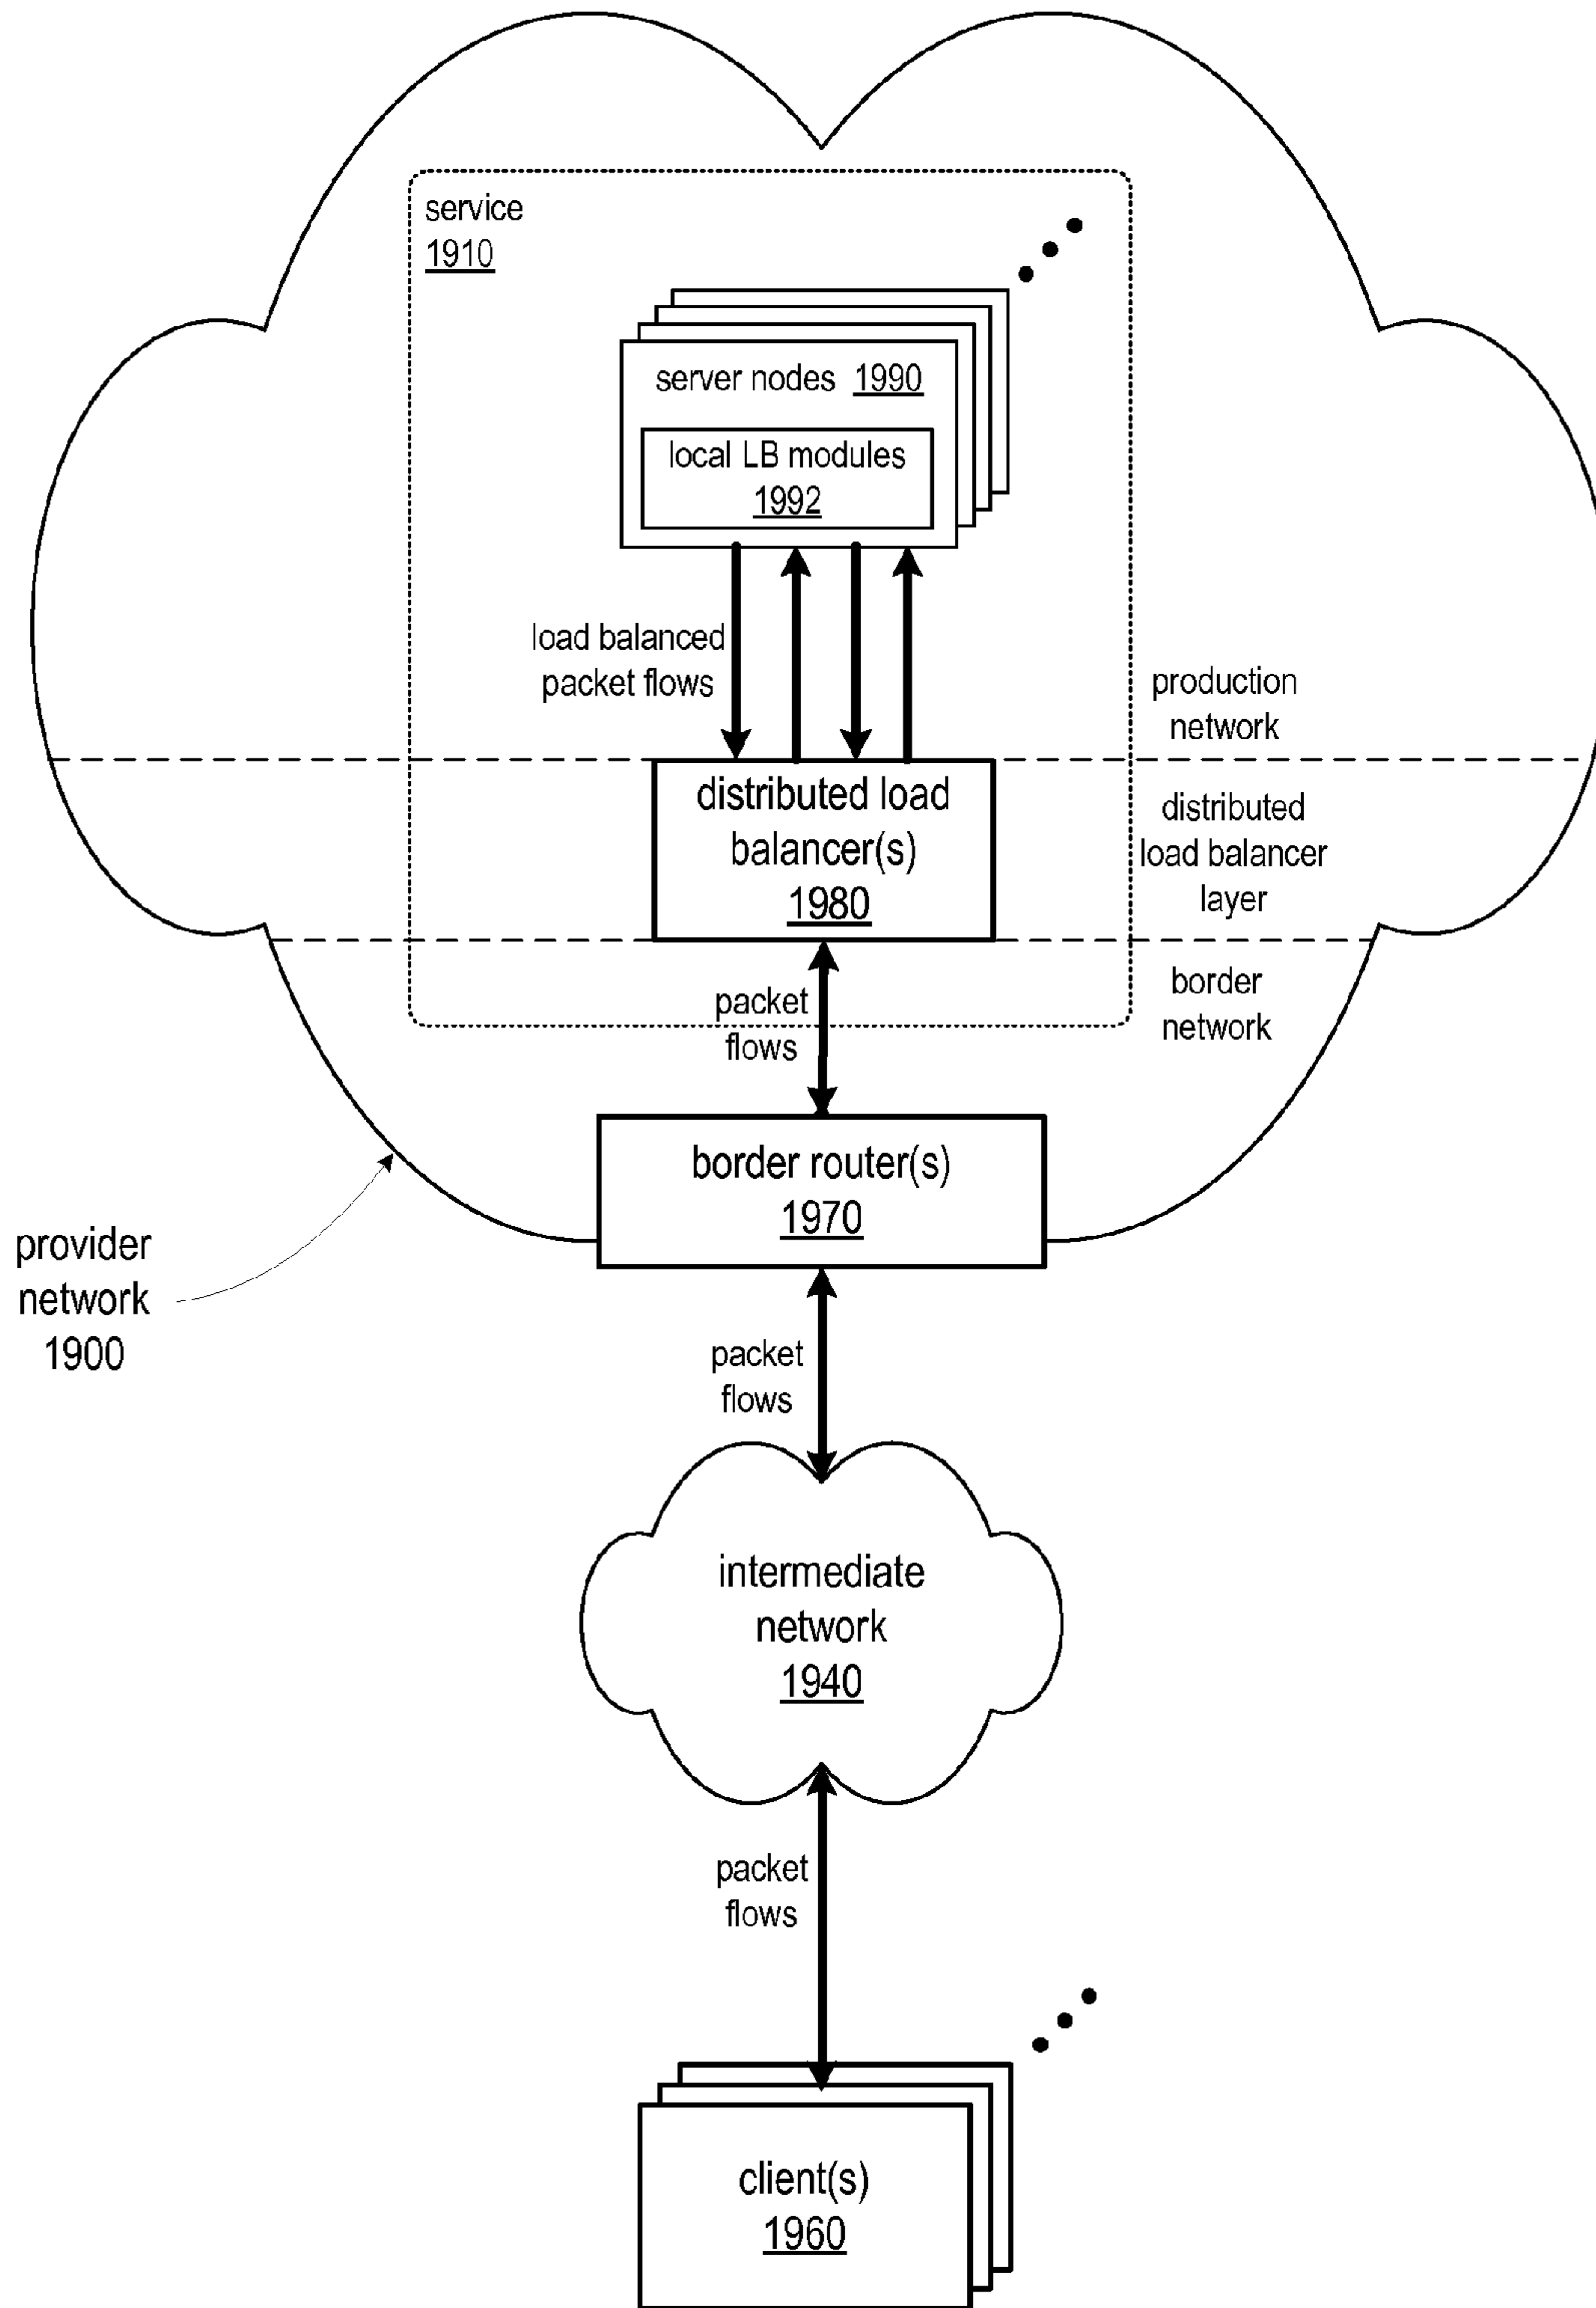 service
1910
server nodes 1990
local LB modules
1992
load balanced
packet flows
production
network
distributed load
balancer(s)
1980
distributed
load balancer
layer
border
network
packet
flows
border router(s)
1970
provider
network
1900
packet
flows
intermediate
network
1940
packet
flows
client(s)
1960